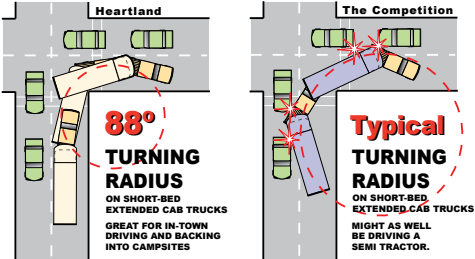 Heartland
88º
TURNING
RADIUS
ON SHORT-BED
EXTENDED CAB TRUCKS
GREAT FOR IN-TOWN
DRIVING AND BACKING
INTO CAMPSITES
The Competition
Typical
TURNING
RADIUS
ON SHORT-BED
EXTENDED CAB TRUCKS
MIGHT AS WELL
BE DRIVING A
SEMI TRACTOR.